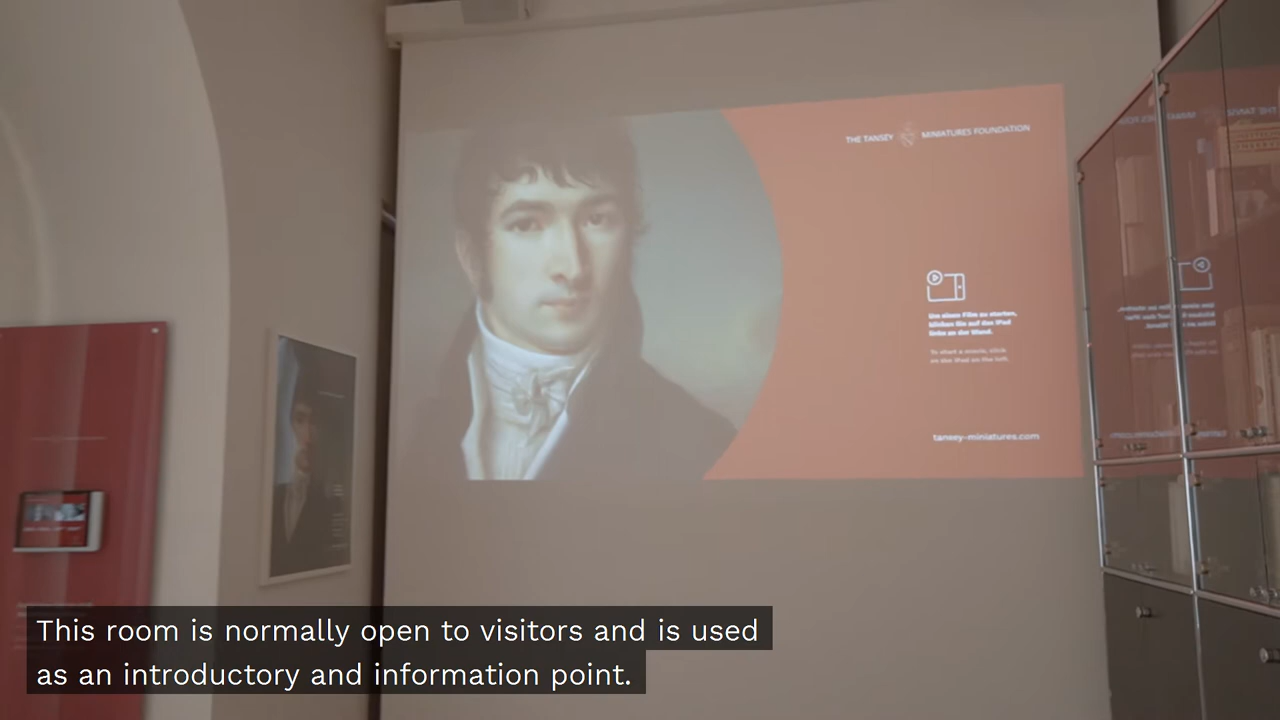 THE TANSEY MINIATURES FOUNDATION
Um einen Film zu starten,
klicken Sie auf das iPad
links an der Wand.
To start a movie, click
on the iPad on the left.
tansey-miniatures.com
This room is normally open to visitors and is used
as an introductory and information point.